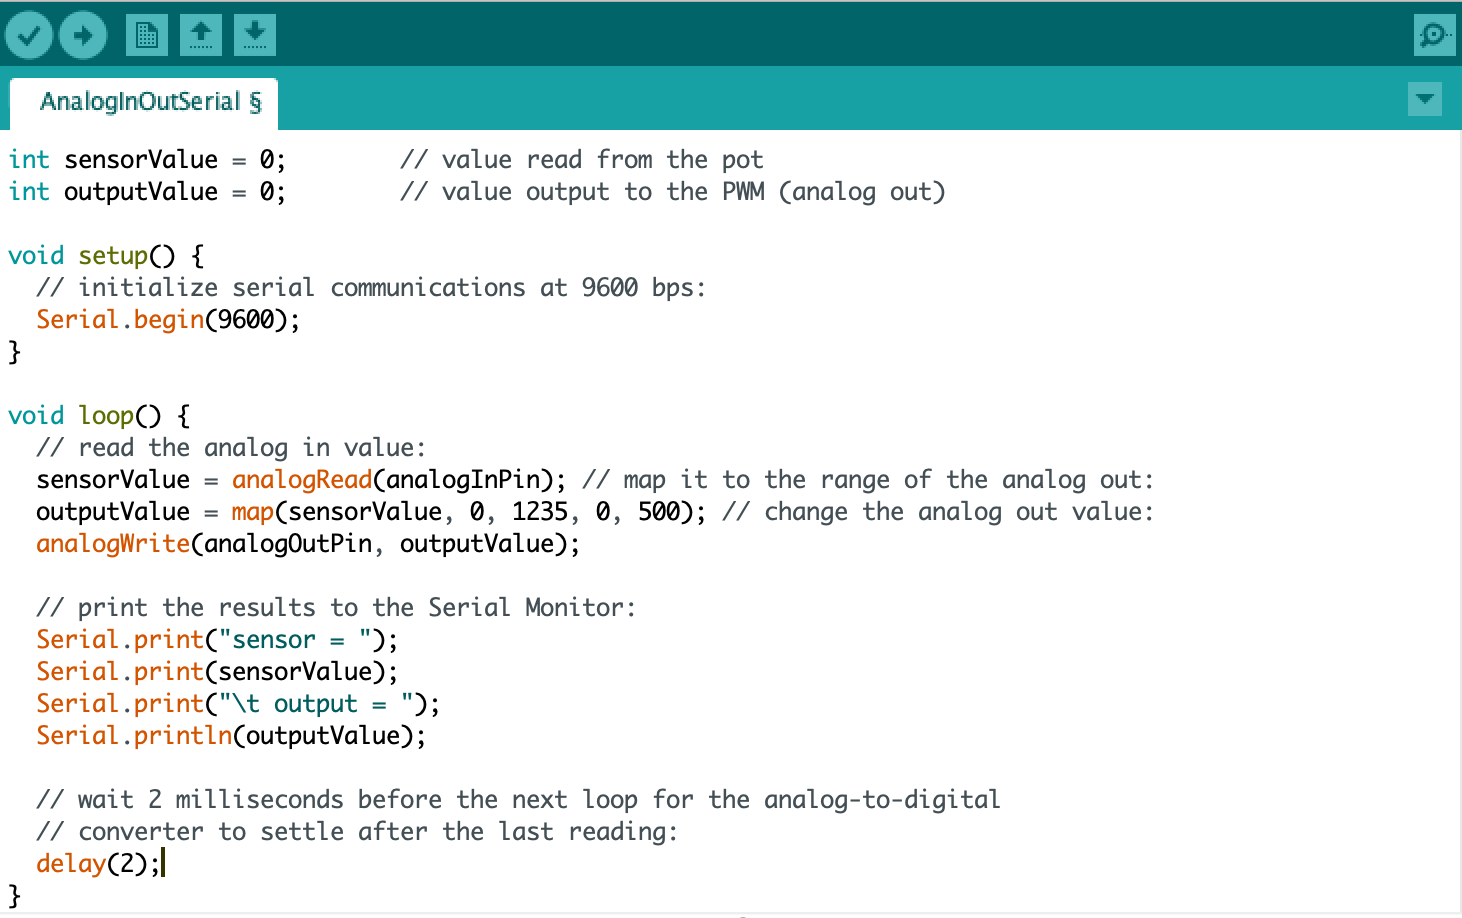 AnalogInOutSerial §
int sensorValue = 0;        // value read from the pot
int outputValue = 0;        // value output to the PWM (analog out)
void setup() {
  // initialize serial communications at 9600 bps:
  Serial.begin(9600);
}
void loop() {
  // read the analog in value:
  sensorValue = analogRead(analogInPin); // map it to the range of the analog out:
  outputValue = map(sensorValue, 0, 1235, 0, 500); // change the analog out value:
  analogWrite(analogOutPin, outputValue);
  // print the results to the Serial Monitor:
  Serial.print("sensor = ");
  Serial.print(sensorValue);
  Serial.print("\t output = ");
  Serial.println(outputValue);
  // wait 2 milliseconds before the next loop for the analog-to-digital
  // converter to settle after the last reading:
  delay(2);
}